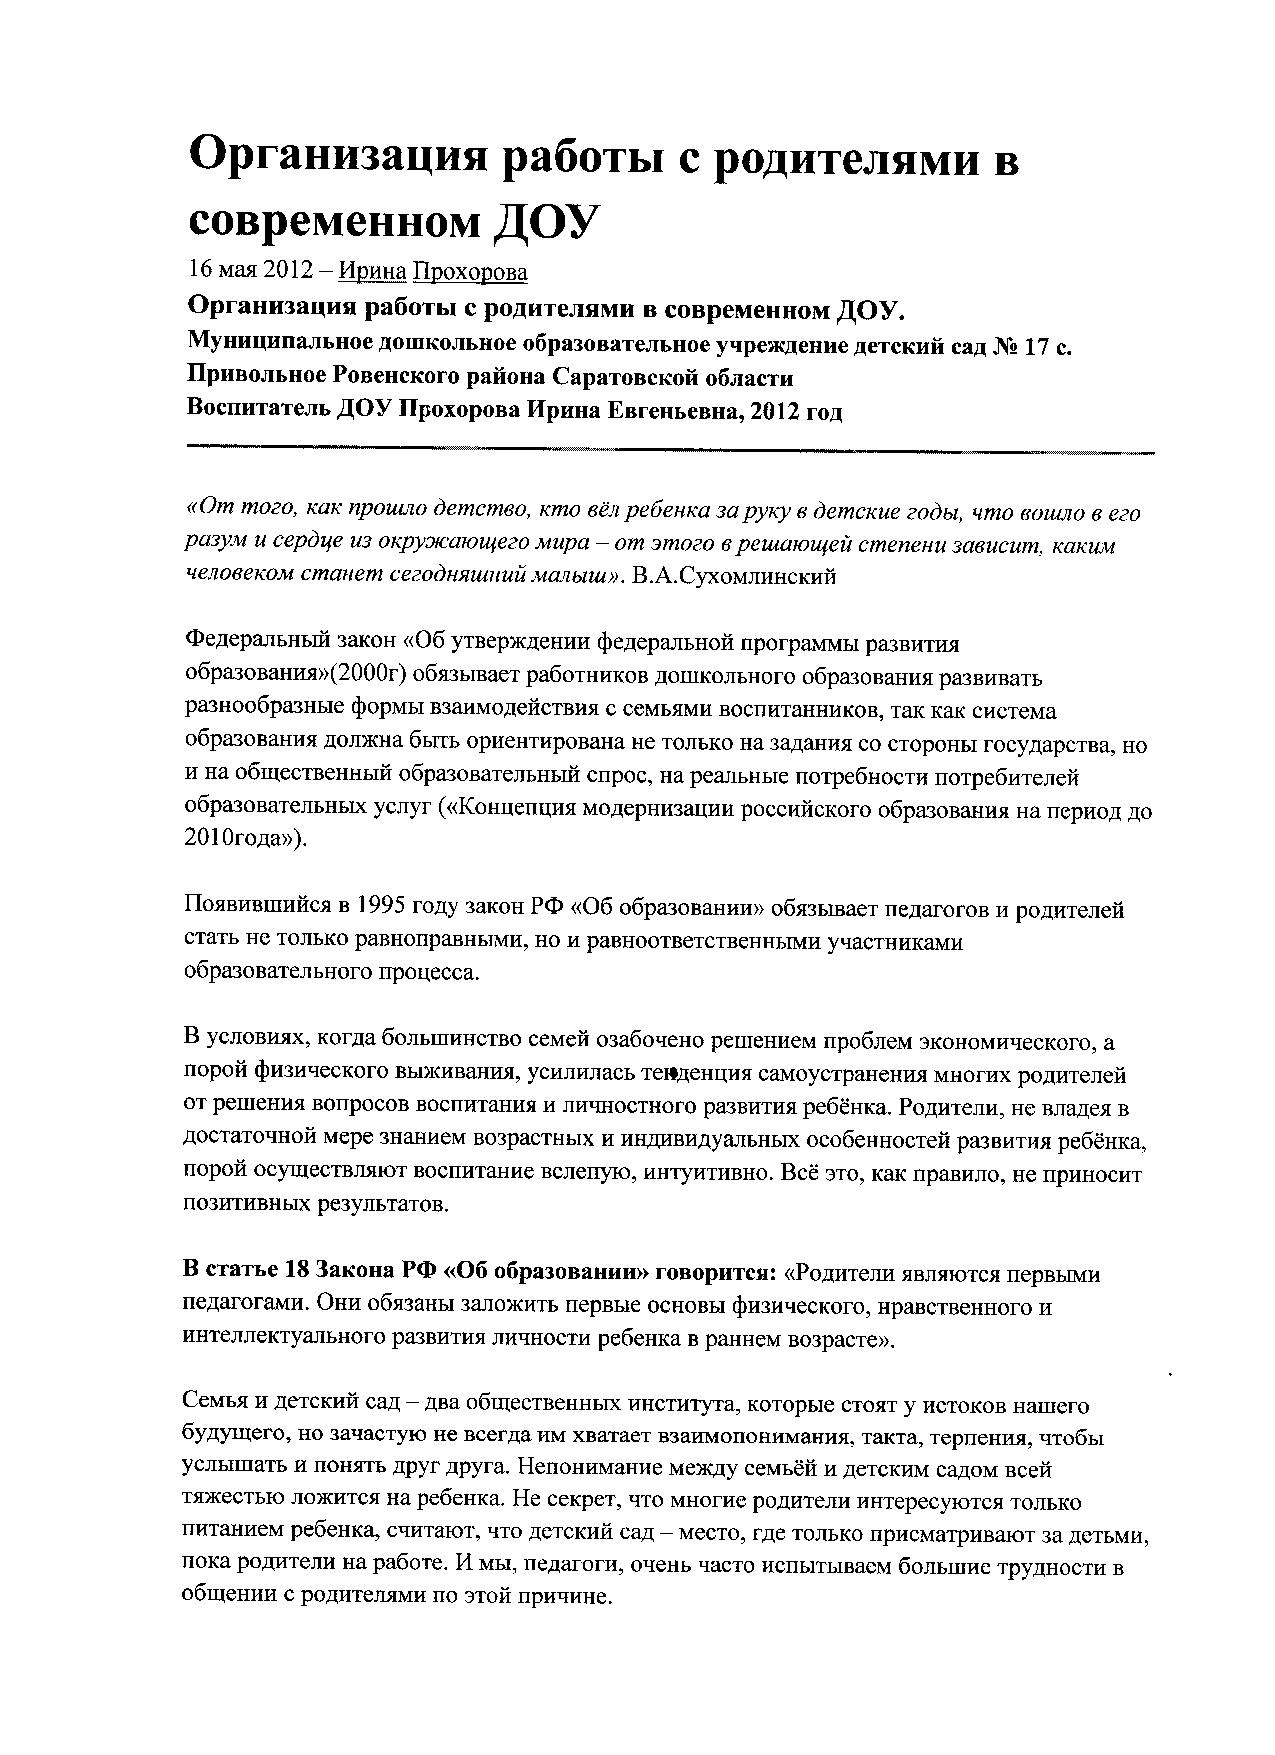 Организация работы с родителями в
современном ДОУ
16 мая 2012 – Ирина Прохорова
Организация работы с родителями в современном ДОУ.
Муниципальное дошкольное образовательное учреждение детский сад № 17 с.
Привольное Ровенского района Саратовской области
Воспитатель ДОУ Прохорова Ирина Евгеньевна, 2012 год
«От того, как прошло детство, кто вёл ребенка за руку в детские годы, что вошло в его
разум и сердце из окружающего мира – от этого в решающей степени зависит, каким
человеком станет сегодняшний малыш». В.А.Сухомлинский
Федеральный закон «Об утверждении федеральной программы развития
образования»(2000г) обязывает работников дошкольного образования развивать
разнообразные формы взаимодействия с семьями воспитанников, так как система
образования должна быть ориентирована не только на задания со стороны государства, но
и на общественный образовательный спрос, на реальные потребности потребителей
образовательных услуг («Концепция модернизации российского образования на период до
2010года»).
Появившийся в 1995 году закон РФ «Об образовании» обязывает педагогов и родителей
стать не только равноправными, но и равноответственными участниками
образовательного процесса.
В условиях, когда большинство семей озабочено решением проблем экономического, а
порой физического выживания, усилилась тенденция самоустранения многих родителей
от решения вопросов воспитания и личностного развития ребёнка. Родители, не владея в
достаточной мере знанием возрастных и индивидуальных особенностей развития ребёнка,
порой осуществляют воспитание вслепую, интуитивно. Всё это, как правило, не приносит
позитивных результатов.
В статье 18 Закона РФ «Об образовании» говорится: «Родители являются первыми
педагогами. Они обязаны заложить первые основы физического, нравственного и
интеллектуального развития личности ребенка в раннем возрасте».
Семья и детский сад – два общественных института, которые стоят у истоков нашего
будущего, но зачастую не всегда им хватает взаимопонимания, такта, терпения, чтобы
услышать и понять друг друга. Непонимание между семьёй и детским садом всей
тяжестью ложится на ребенка. Не секрет, что многие родители интересуются только
питанием ребенка, считают, что детский сад – место, где только присматривают за детьми,
пока родители на работе. И мы, педагоги, очень часто испытываем большие трудности в
общении с родителями по этой причине.